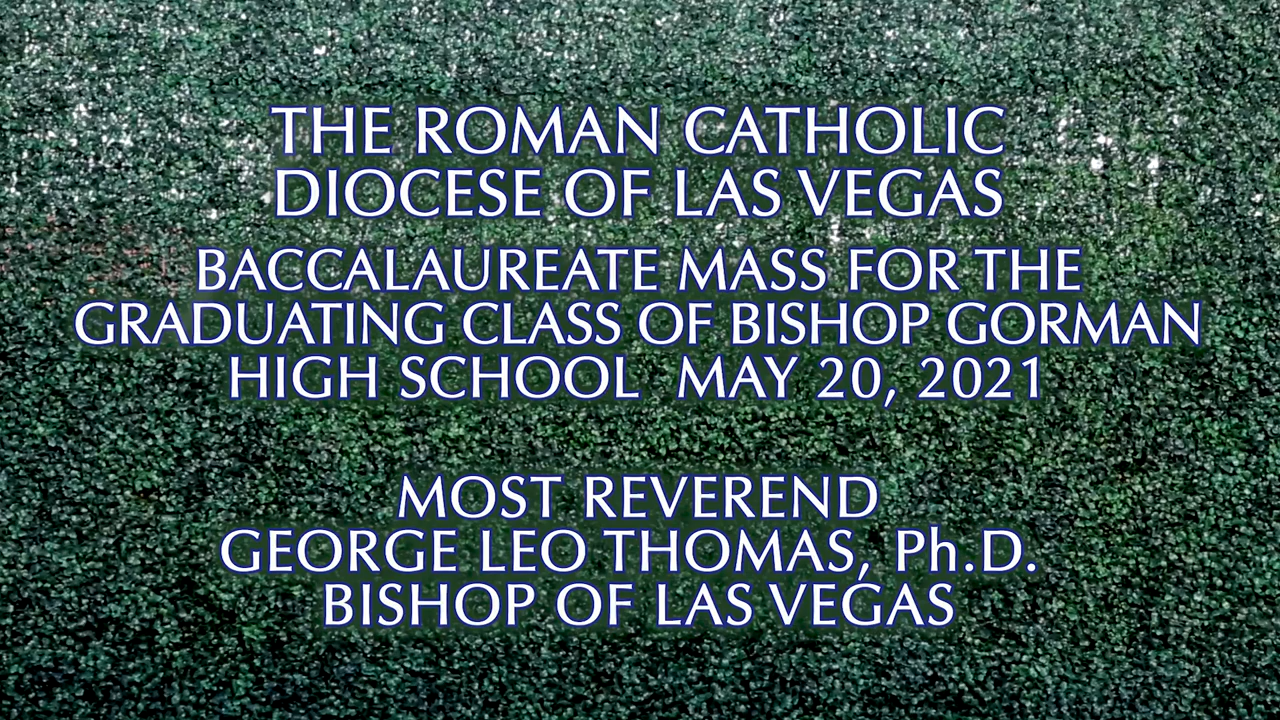 THE ROMAN CATHOLIC
DIOCESE OF LAS VEGAS
BACCALAUREATE MASS FOR THE
GRADUATING CLASS OF BISHOP GORMAN
HIGH SCHOOL  MAY 20, 2021
MOST REVEREND
GEORGE LEO THOMAS, Ph.D.
BISHOP OF LAS VEGAS